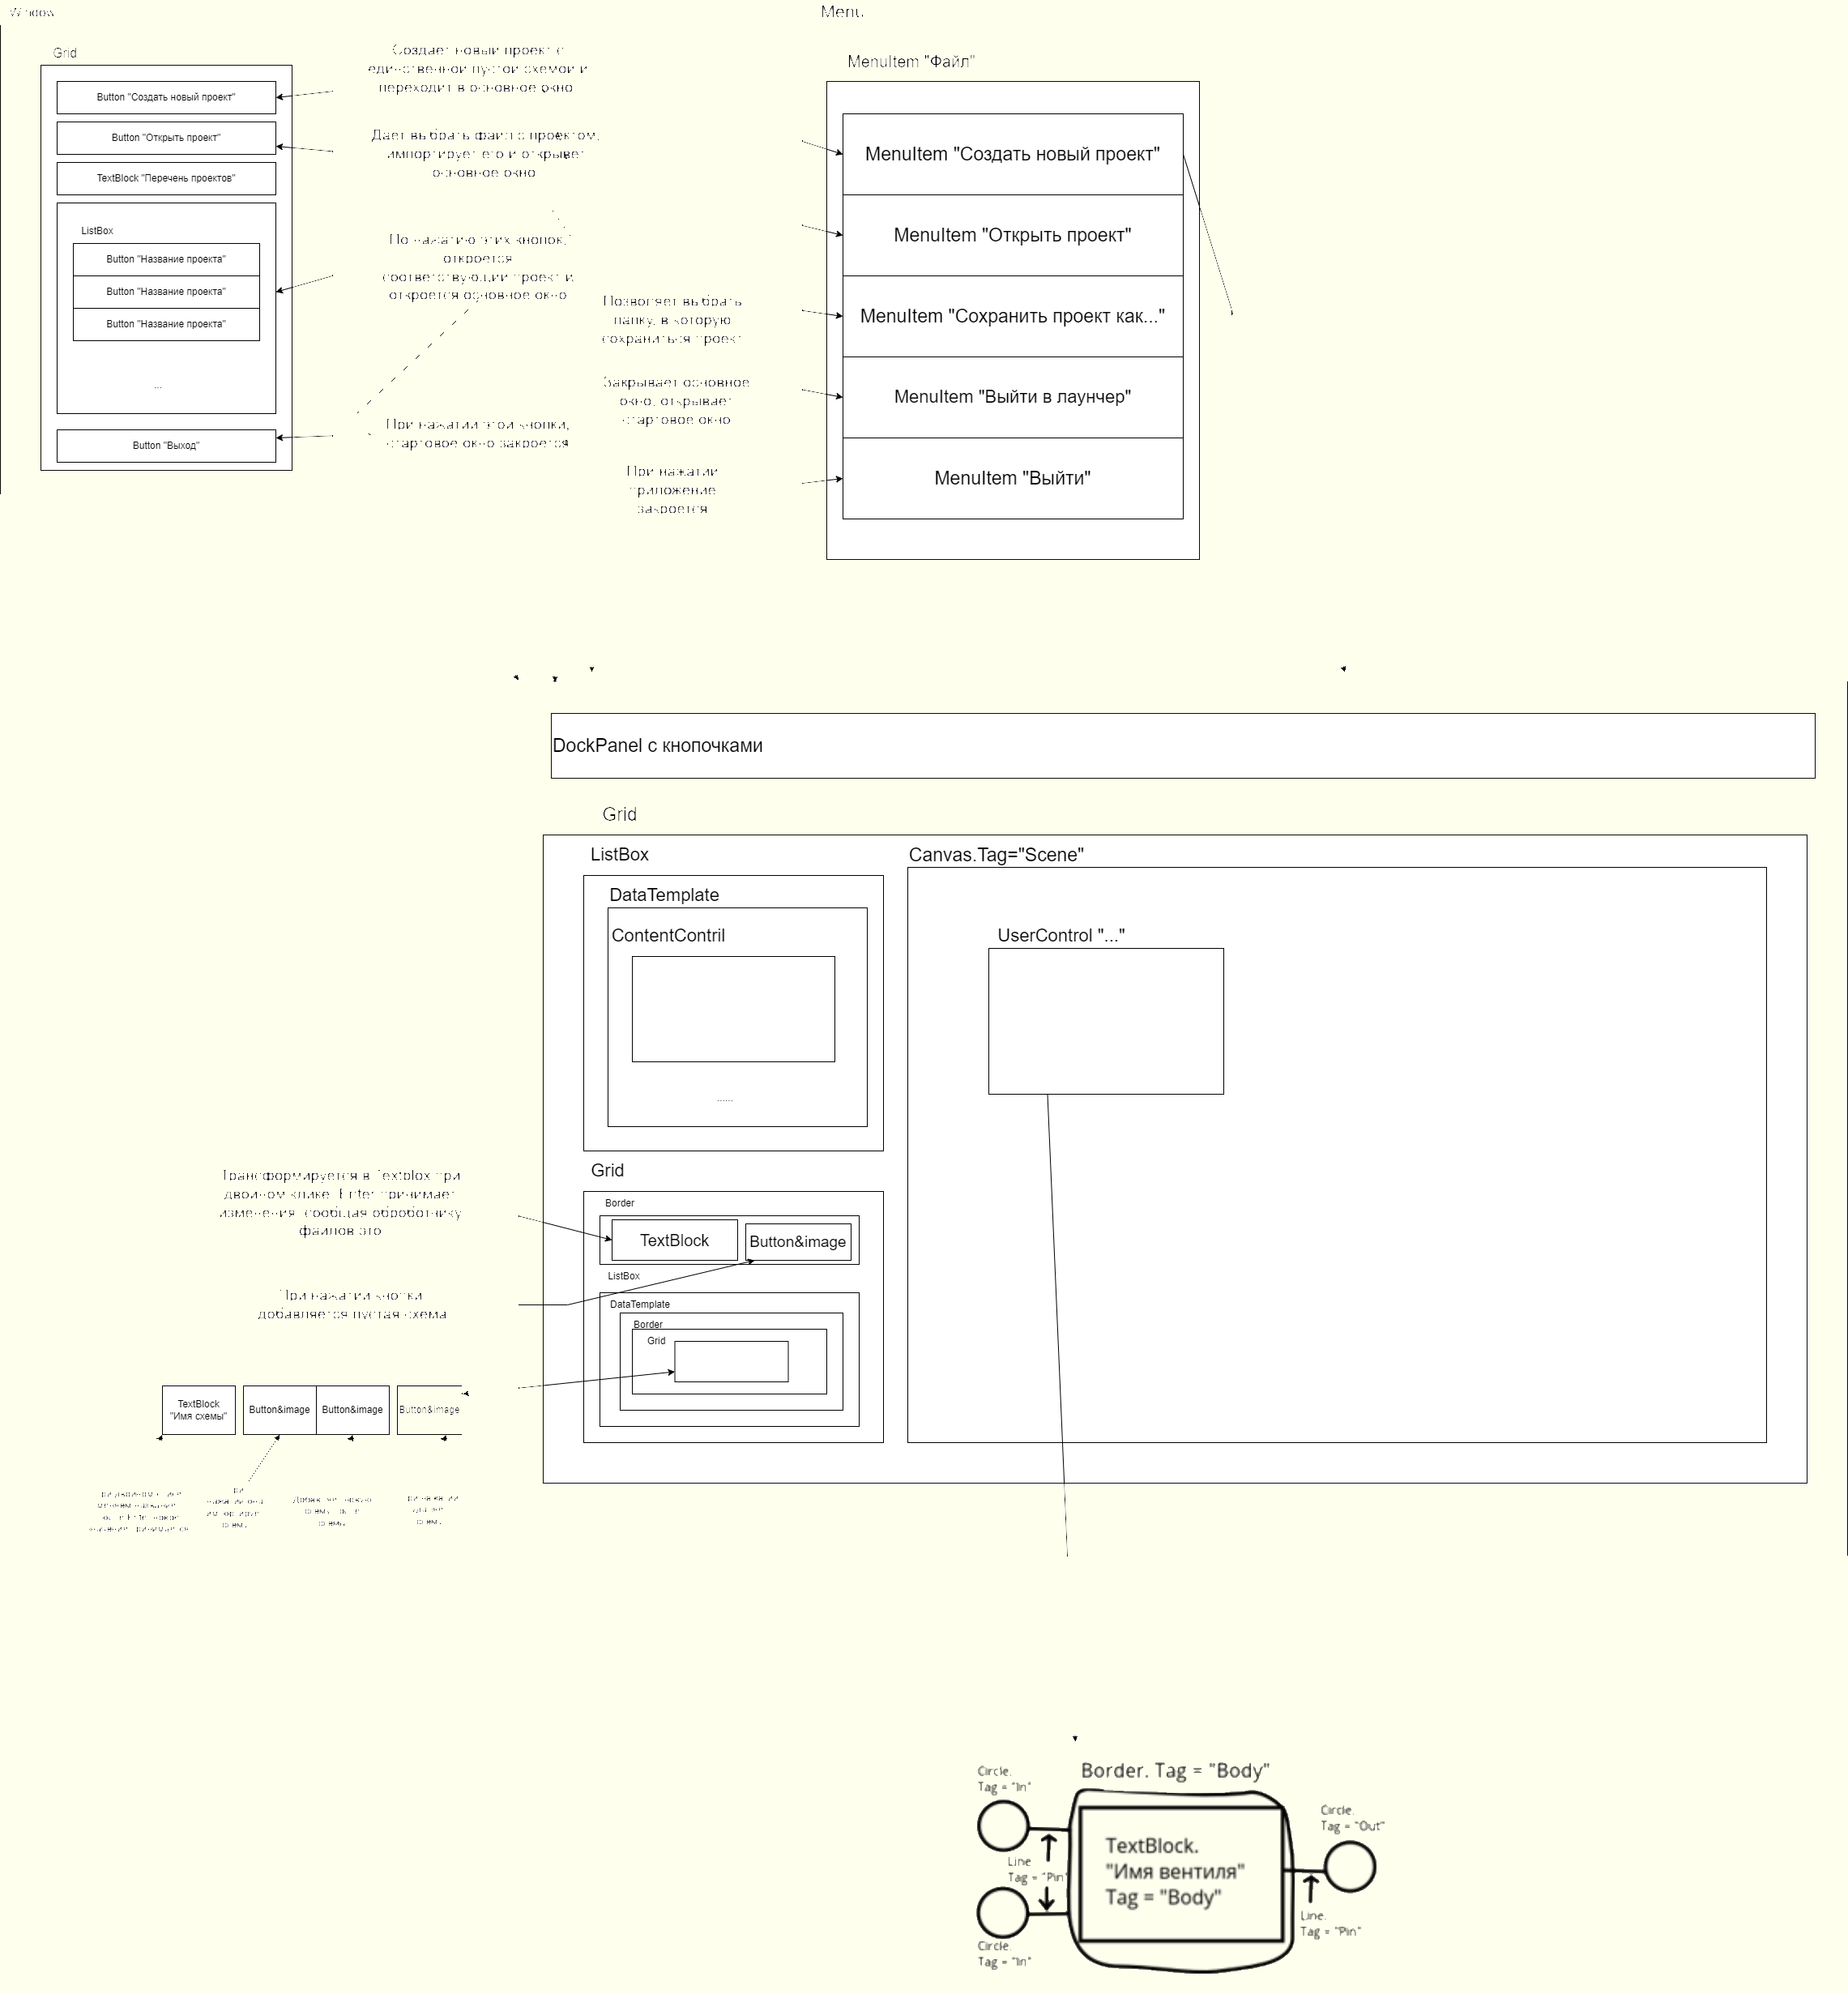 Window
Grid
Button "Создать новый проект"
Button "Открыть проект"
TextBlock "Перечень проектов"
ListBox
Button "Название проекта"
Button "Название проекта"
Button "Название проекта"
...
Button "Выход"
Создает новый проект с
единственной пустой схемой и
переходит в основное окно
Дает выбрать файл с проектом,
импортирует его и открывет
основное окно
По нажатию этих кнопок,
откроется
соответствующий проект и
откроется основное окно
При нажатии этой кнопки,
стартовое окно закроется
Menu
MenuItem "Файл"
MenuItem "Создать новый проект"
MenuItem "Открыть проект"
MenuItem "Сохранить проект как..."
MenuItem "Выйти в лаунчер"
MenuItem "Выйти"
Позволяет выбрать
папку, в которую
сохраниться проект
Закрывает основное
окно, открывает
стартовое окно
При нажатии
приложение
закроется
DockPanel с кнопочками
Grid
ListBox
DataTemplate
ContentContril
......
Canvas.Tag="Scene"
UserControl "..."
Grid
Border
TextBlock
Button&image
ListBox
DataTemplate
Border
Grid
Трансформируется в Textblox при
двойном клике. Enter принимает
изменения, сообщая оброботчику
файлов это
При нажатии кнопки
добавляется пустая схема
TextBlock
"Имя схемы"
Button&image
Button&image
Button&image
Circle.
Tag = "In"
Border. Tag = "Body"
Circle.
Tag = "Out"
TextBlock.
"Имя вентиля"
Tag = "Body"
Line
Tag = "Pin"
Line.
Tag = "Pin"
Circle.
Tag = "In"